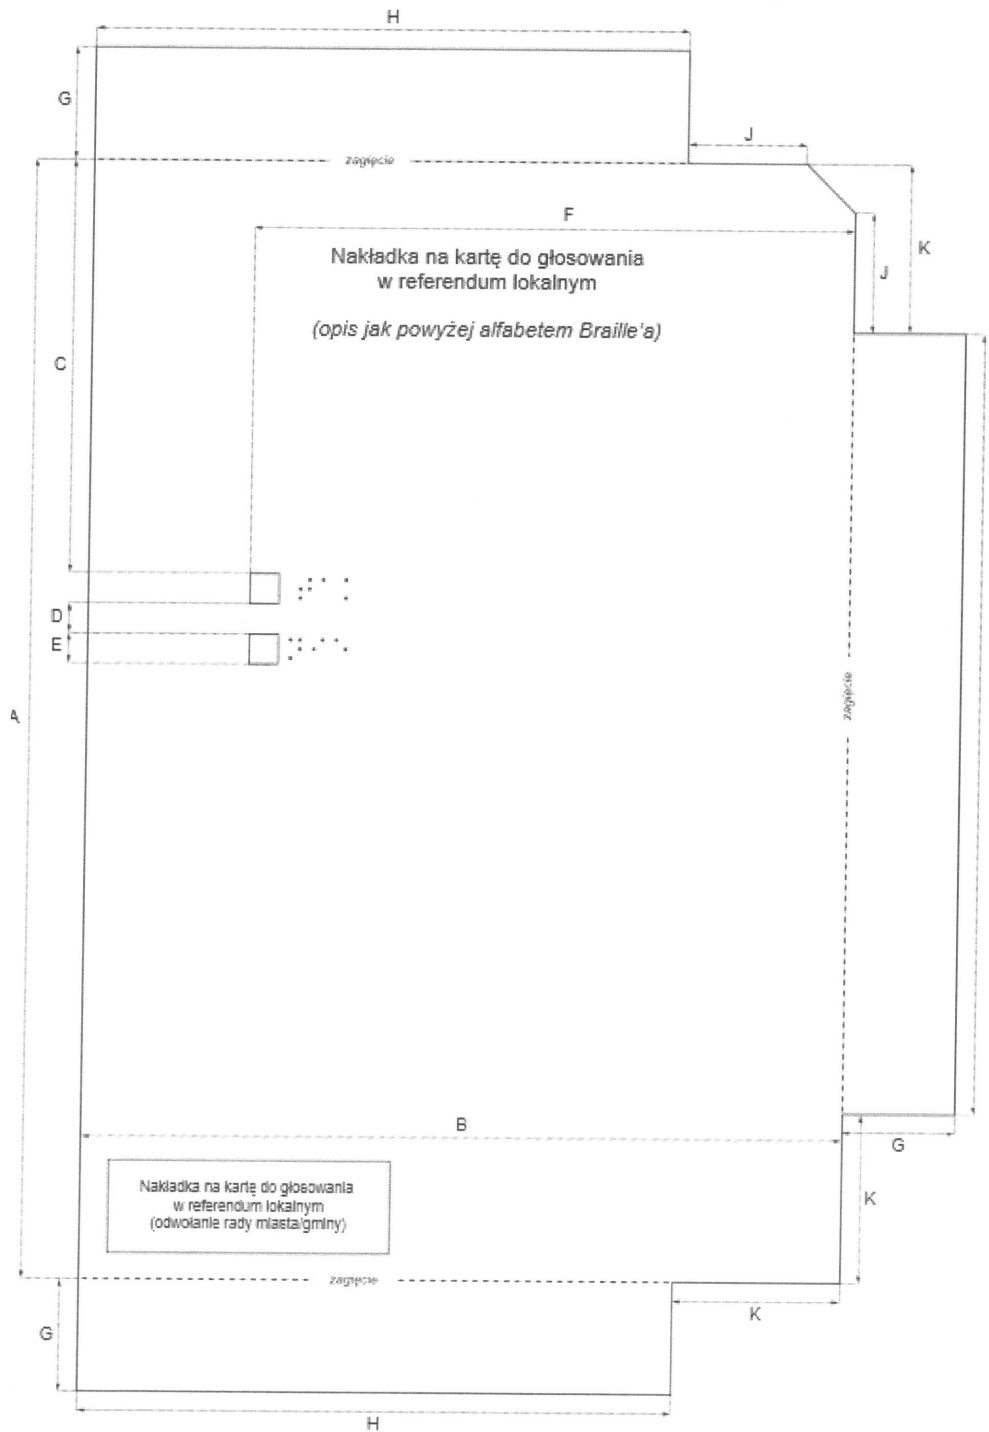 H
G
J
zagięcie
F
K
J
Nakładka na kartę do głosowania
w referendum lokalnym
(opis jak powyżej alfabetem Braille'a)
C
D
E
zagięcie
A
B
G
K
Nakładka na kartę do głosowania
w referendum lokalnym
(odwołanie rady miasta/gminy)
zagięcie
K
G
H